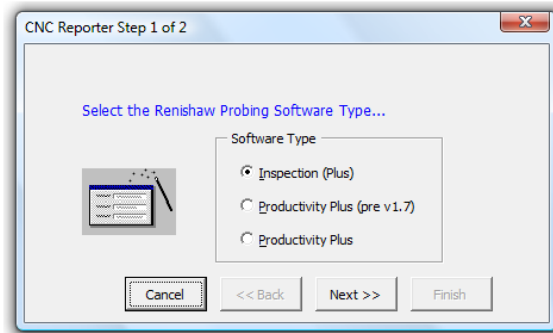 CNC Reporter Step 1 of 2
X
Select the Renishaw Probing Software Type...
Software Type
Inspection (Plus)
Productivity Plus (pre v1.7)
Productivity Plus
Cancel
<< Back
Next >>
Finish